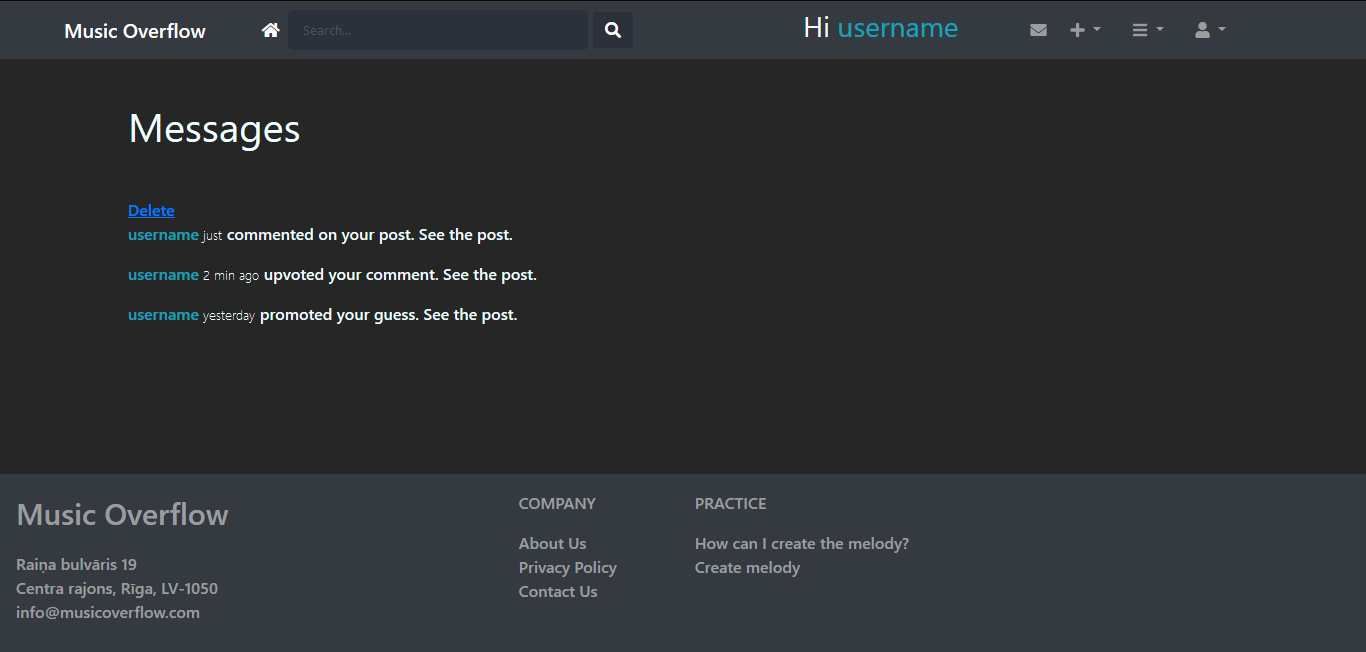 Music Overflow
Search...
Hi username
Messages
Delete
username just commented on your post. See the post.
username 2 min ago upvoted your comment. See the post.
username yesterday promoted your guess. See the post.
Music Overflow
Raiņa bulvāris 19
Centra rajons, Rīga, LV-1050
info@musicoverflow.com
COMPANY
About Us
Privacy Policy
Contact Us
PRACTICE
How can I create the melody?
Create melody